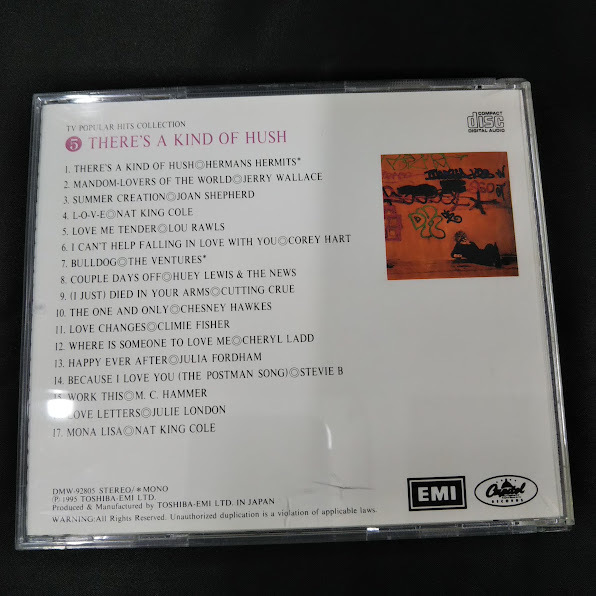 TV POPULAR HITS COLLECTION
5 THERE'S A KIND OF HUSH
COMPACT
disc
DIGITAL AUDIO
1. THERE'S A KIND OF HUSH◎HERMANS HERMITS*
2. MANDOM-LOVERS OF THE WORLD◎JERRY WALLACE
3. SUMMER CREATION◎JOAN SHEPHERD
4. L-O-V-E◎NAT KING COLE
5. LOVE ME TENDER◎LOU RAWLS
6. I CAN'T HELP FALLING IN LOVE WITH YOU◎COREY HART
7. BULLDOG◎THE VENTURES*
8. COUPLE DAYS OFF◎HUEY LEWIS & THE NEWS
9. (I JUST) DIED IN YOUR ARMS◎CUTTING CRUE
10. THE ONE AND ONLY◎CHESNEY HAWKES
11. LOVE CHANGES◎CLIMIE FISHER
12. WHERE IS SOMEONE TO LOVE ME◎CHERYL LADD
13. HAPPY EVER AFTER◎JULIA FORDHAM
14. BECAUSE I LOVE YOU (THE POSTMAN SONG)◎STEVIE B
15. WORK THIS◎M. C. HAMMER
LOVE LETTERS◎JULIE LONDON
17. MONA LISA◎NAT KING COLE
DMW-92805 STEREO/*MONO
(P) 1995 TOSHIBA-EMI LTD.
Produced & Manufactured by TOSHIBA-EMI LTD. IN JAPAN
WARNING:All Rights Reserved. Unauthorized duplication is a violation of applicable laws.
EMI
Capitol
RECORDS